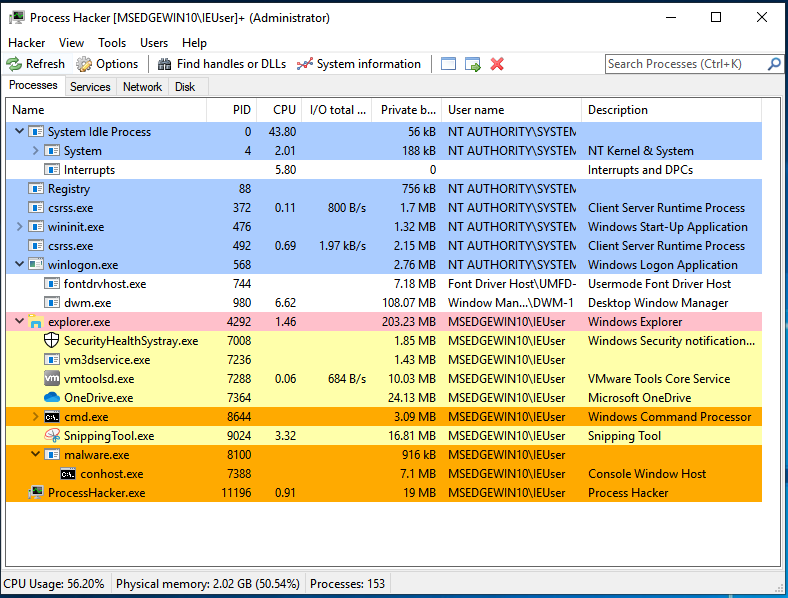 Process Hacker [MSEDGEWIN10\IEUser]+ (Administrator)
Hacker View Tools Users Help
Refresh Options Find handles or DLLs System information Search Processes (Ctrl+K)
Processes Services Network Disk
Name PID CPU I/O total ... Private b... User name Description
System Idle Process 0 43.80 56 kB NT AUTHORITY\SYSTEM
System 4 2.01 188 kB NT AUTHORITY\SYSTEM NT Kernel & System
Interrupts 5.80 0 Interrupts and DPCs
Registry 88 756 kB NT AUTHORITY\SYSTEM
csrss.exe 372 0.11 800 B/s 1.7 MB NT AUTHORITY\SYSTEM Client Server Runtime Process
wininit.exe 476 1.32 MB NT AUTHORITY\SYSTEM Windows Start-Up Application
csrss.exe 492 0.69 1.97 kB/s 2.15 MB NT AUTHORITY\SYSTEM Client Server Runtime Process
winlogon.exe 568 2.76 MB NT AUTHORITY\SYSTEM Windows Logon Application
fontdrvhost.exe 744 7.18 MB Font Driver Host\UMFD- Usermode Font Driver Host
dwm.exe 980 6.62 108.07 MB Window Man...\DWM-1 Desktop Window Manager
explorer.exe 4292 1.46 203.23 MB MSEDGEWIN10\IEUser Windows Explorer
SecurityHealthSystray.exe 7008 1.85 MB MSEDGEWIN10\IEUser Windows Security notification...
vm3dservice.exe 7236 1.43 MB MSEDGEWIN10\IEUser
vm vmtoolsd.exe 7288 0.06 684 B/s 10.03 MB MSEDGEWIN10\IEUser VMware Tools Core Service
OneDrive.exe 7364 24.13 MB MSEDGEWIN10\IEUser Microsoft OneDrive
cmd.exe 8644 3.09 MB MSEDGEWIN10\IEUser Windows Command Processor
SnippingTool.exe 9024 3.32 16.81 MB MSEDGEWIN10\IEUser Snipping Tool
malware.exe 8100 916 kB MSEDGEWIN10\IEUser
conhost.exe 7388 7.1 MB MSEDGEWIN10\IEUser Console Window Host
ProcessHacker.exe 11196 0.91 19 MB MSEDGEWIN10\IEUser Process Hacker
CPU Usage: 56.20% Physical memory: 2.02 GB (50.54%) Processes: 153